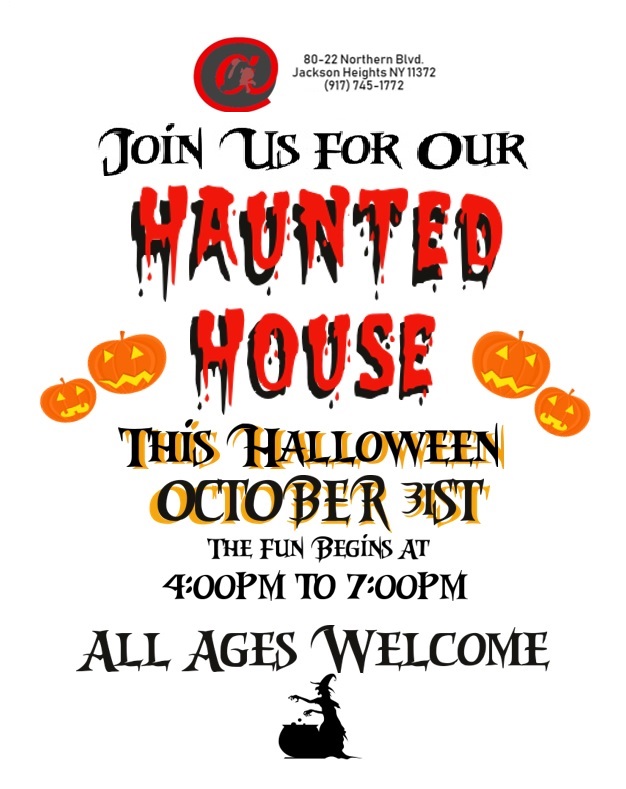 @
80-22 Northern Blvd.
Jackson Heights NY 11372
(917) 745-1772
Join Us For Our
HAUNTED
HOUSE
This Halloween
October 31st
The Fun Begins At
4:00PM to 7:00PM
All Ages Welcome